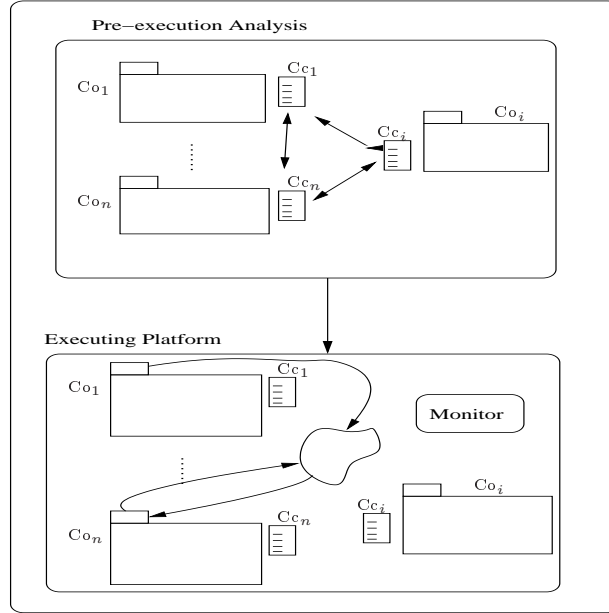 Pre-execution Analysis
Cc1
Co1
Coi
Cci
Ccn
Con
Executing Platform
Cc1
Co1
Monitor
Coi
Cci
Ccn
Con